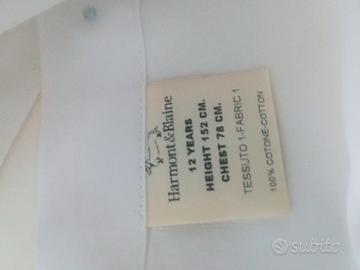 Harmont&Blaine
12 YEARS
HEIGHT 152 CM.
CHEST 78 CM.
TESSUTO 1-FABRIC 1
100% COTONE-COTTON
subito